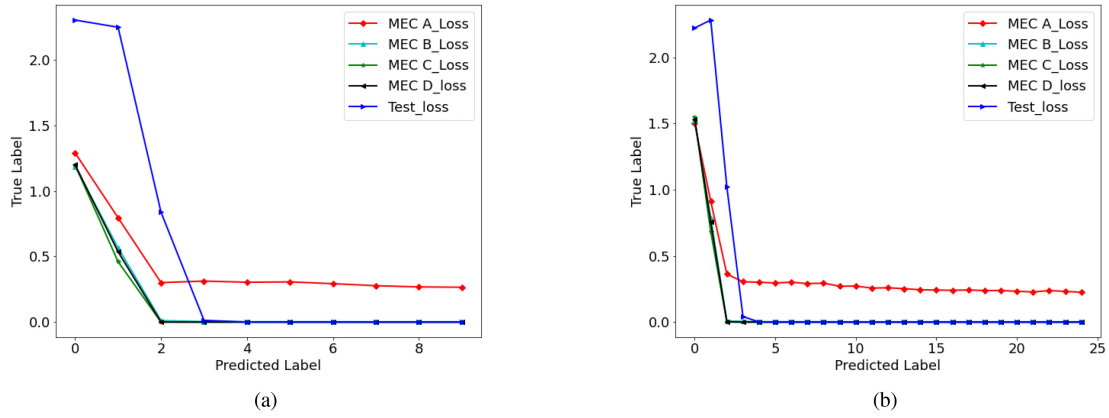 MEC A_Loss
MEC B_Loss
MEC C_Loss
MEC D_loss
Test_loss
2.0
1.5
1.0
0.5
0.0
True Label
0 2 4 6 8
Predicted Label
(a)
MEC A_Loss
MEC B_Loss
MEC C_Loss
MEC D_loss
Test_loss
2.0
1.5
1.0
0.5
0.0
True Label
0 5 10 15 20 25
Predicted Label
(b)